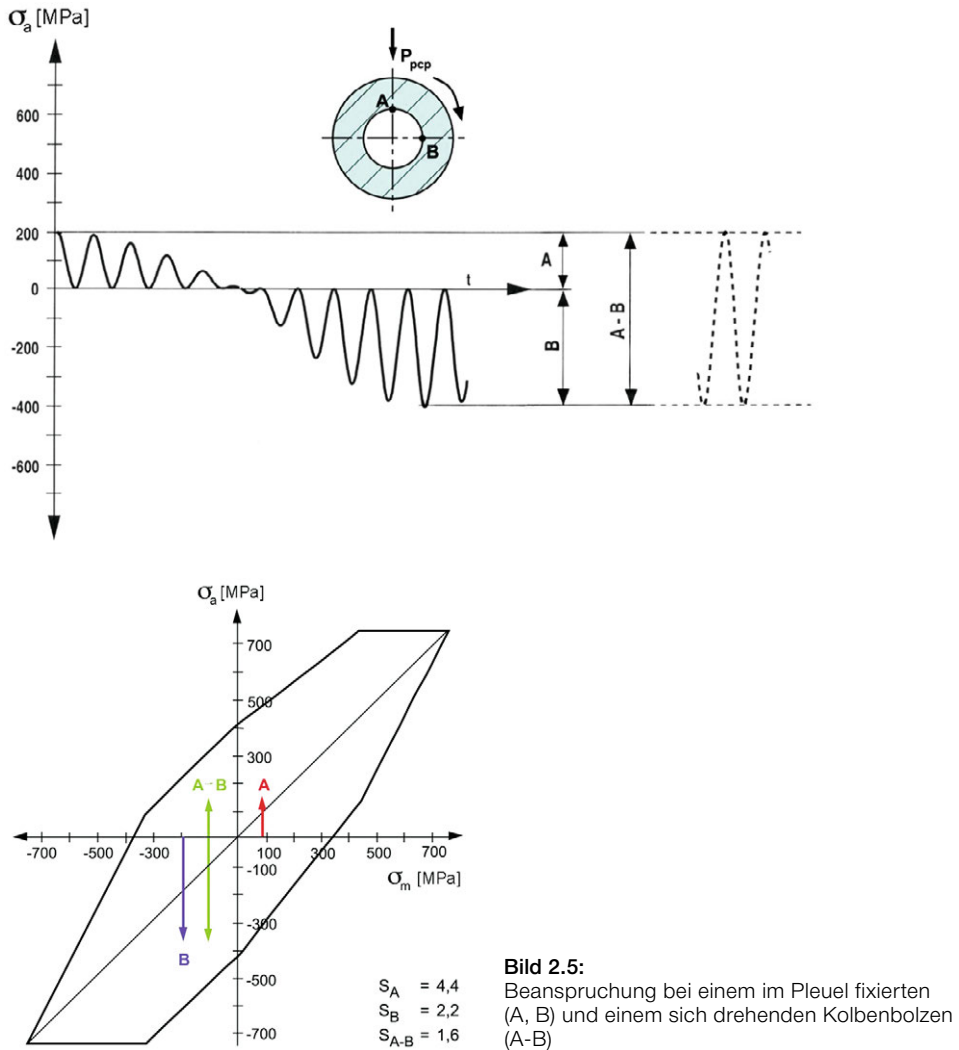 σa [MPa]
Ppcp
A
B
600
400
200
0
-200
-400
-600
t
A
B
A - B
σa [MPa]
700
500
300
A - B
A
-700
-500
-300
100
300
500
700
-100
σm [MPa]
-300
B
-500
-700
SA = 4,4
SB = 2,2
SA-B = 1,6
Bild 2.5:
Beanspruchung bei einem im Pleuel fixierten
(A, B) und einem sich drehenden Kolbenbolzen
(A-B)